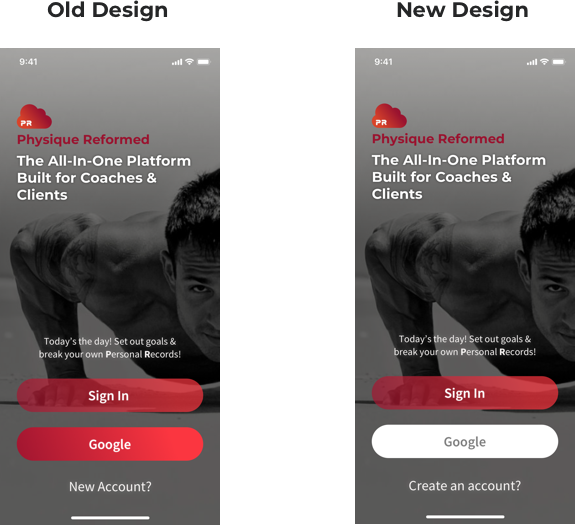 Old Design
9:41
PR
Physique Reformed
The All-In-One Platform
Built for Coaches &
Clients
Today's the day! Set out goals &
break your own Personal Records!
Sign In
Google
New Account?
New Design
9:41
PR
Physique Reformed
The All-In-One Platform
Built for Coaches &
Clients
Today's the day! Set out goals &
break your own Personal Records!
Sign In
Google
Create an account?